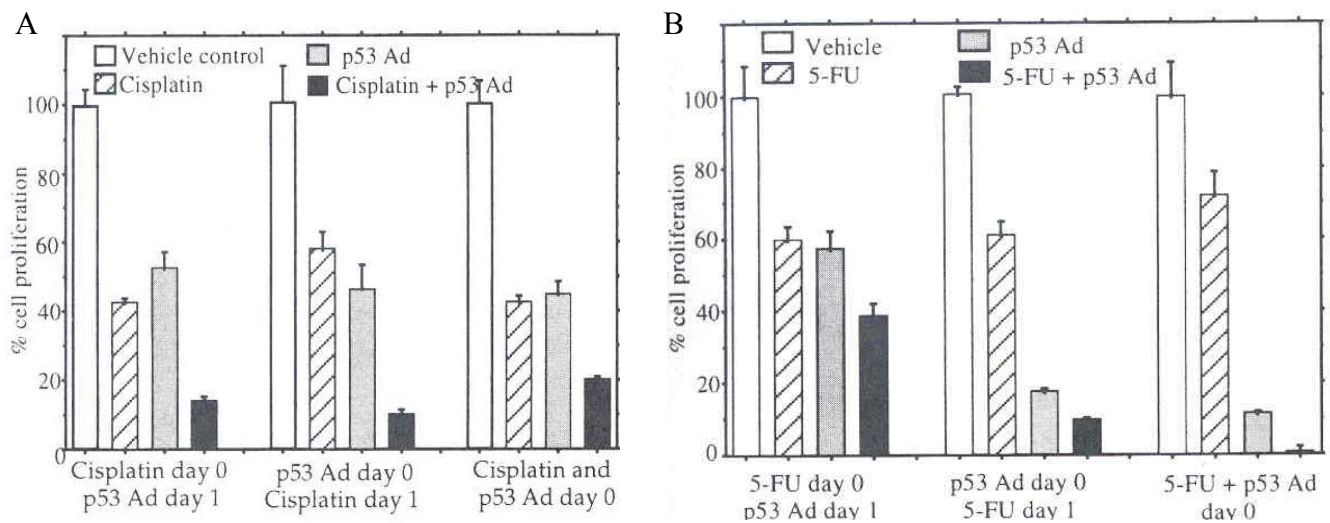 A
Vehicle control
p53 Ad
Cisplatin
Cisplatin + p53 Ad
% cell proliferation
100
80
60
40
20
0
Cisplatin day 0
p53 Ad day 1
p53 Ad day 0
Cisplatin day 1
Cisplatin and
p53 Ad day 0
B
Vehicle
p53 Ad
5-FU
5-FU + p53 Ad
% cell proliferation
100
80
60
40
20
0
5-FU day 0
p53 Ad day 1
p53 Ad day 0
5-FU day 1
5-FU + p53 Ad
day 0